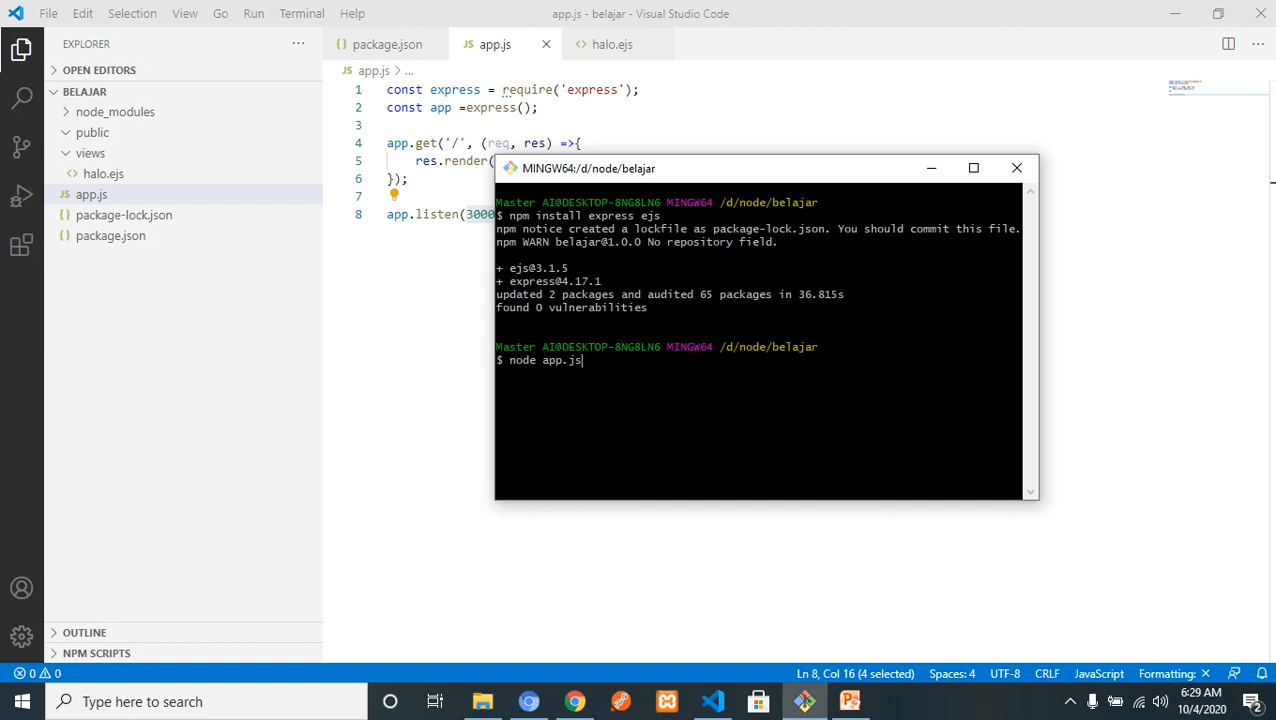 File Edit Selection View Go Run Terminal Help app.js - belajar - Visual Studio Code
EXPLORER
OPEN EDITORS
BELAJAR
node_modules
public
views
halo.ejs
JS app.js
package-lock.json
package.json
OUTLINE
NPM SCRIPTS
package.json JS app.js halo.ejs
JS app.js > ...
1 const express = require('express');
2 const app =express();
3
4 app.get('/', (req, res) =>{
5 res.render(
6 });
7
8 app.listen(3000
MINGW64:/d/node/belajar
Master AI@DESKTOP-8NG8LN6 MINGW64 /d/node/belajar
$ npm install express ejs
npm notice created a lockfile as package-lock.json. You should commit this file.
npm WARN belajar@1.0.0 No repository field.
+ ejs@3.1.5
+ express@4.17.1
updated 2 packages and audited 65 packages in 36.815s
found 0 vulnerabilities
Master AI@DESKTOP-8NG8LN6 MINGW64 /d/node/belajar
$ node app.js
0 0 Ln 8, Col 16 (4 selected) Spaces: 4 UTF-8 CRLF JavaScript Formatting: ×
Type here to search
6:29 AM
10/4/2020
2